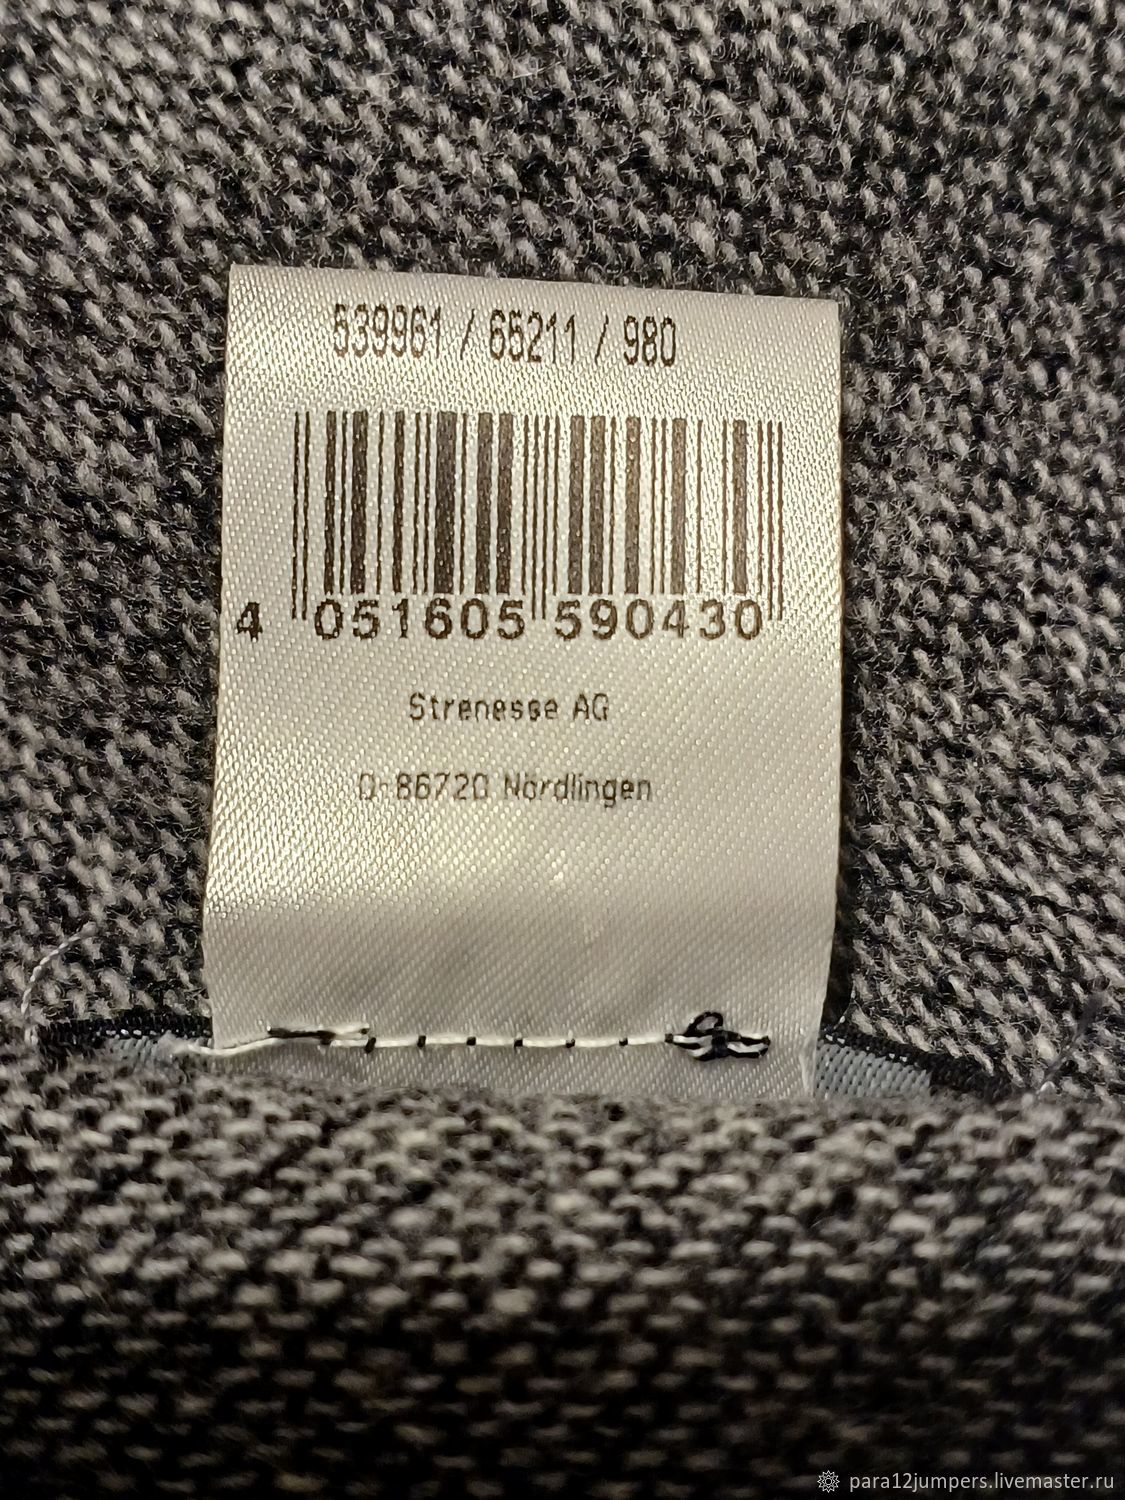 539961 / 65211 / 980
4 051605 590430
Strenesse AG
D-86720 Nördlingen
para12jumpers.livemaster.ru